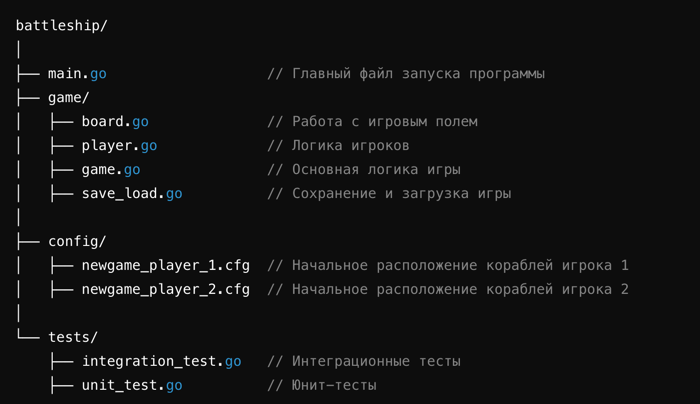 battleship/
│
├── main.go                   // Главный файл запуска программы
├── game/
│   ├── board.go              // Работа с игровым полем
│   ├── player.go             // Логика игроков
│   ├── game.go               // Основная логика игры
│   ├── save_load.go          // Сохранение и загрузка игры
│
├── config/
│   ├── newgame_player_1.cfg  // Начальное расположение кораблей игрока 1
│   ├── newgame_player_2.cfg  // Начальное расположение кораблей игрока 2
│
└── tests/
    ├── integration_test.go   // Интеграционные тесты
    ├── unit_test.go          // Юнит-тесты